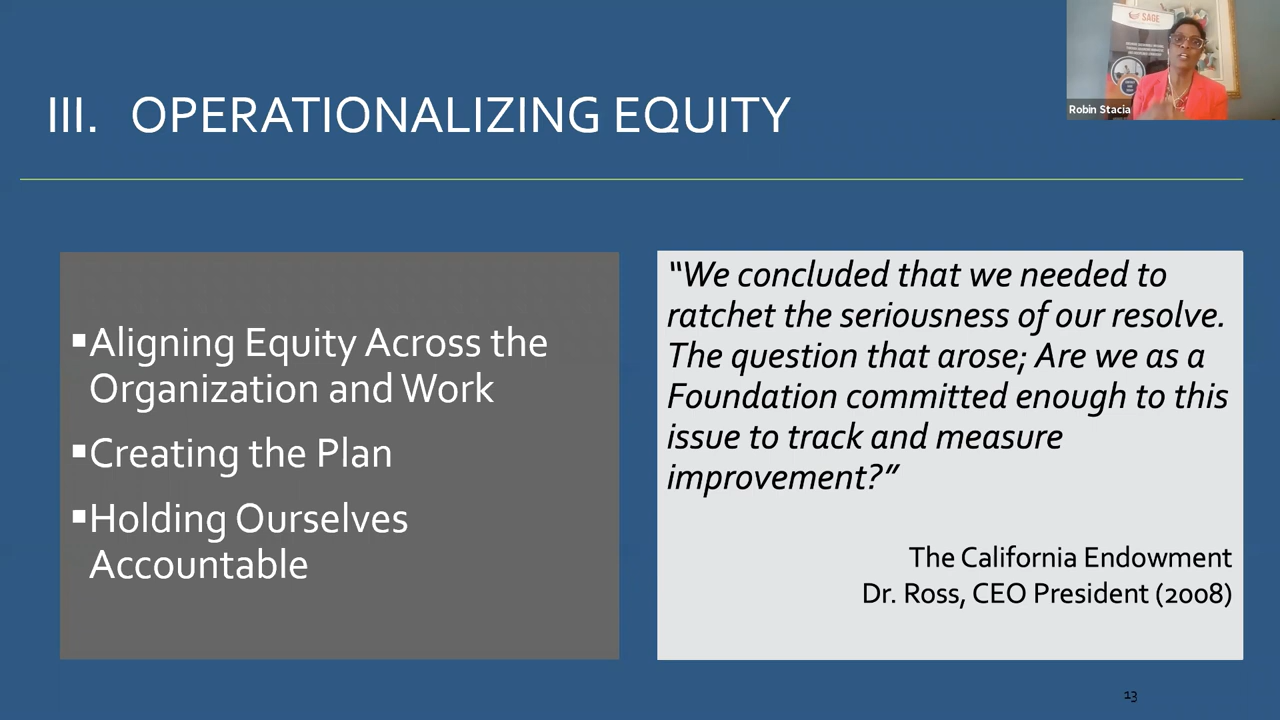 SAGE
Robin Stacia
III. OPERATIONALIZING EQUITY
▪Aligning Equity Across the
Organization and Work
▪Creating the Plan
▪Holding Ourselves
Accountable
“We concluded that we needed to
ratchet the seriousness of our resolve.
The question that arose; Are we as a
Foundation committed enough to this
issue to track and measure
improvement?”
The California Endowment
Dr. Ross, CEO President (2008)
13